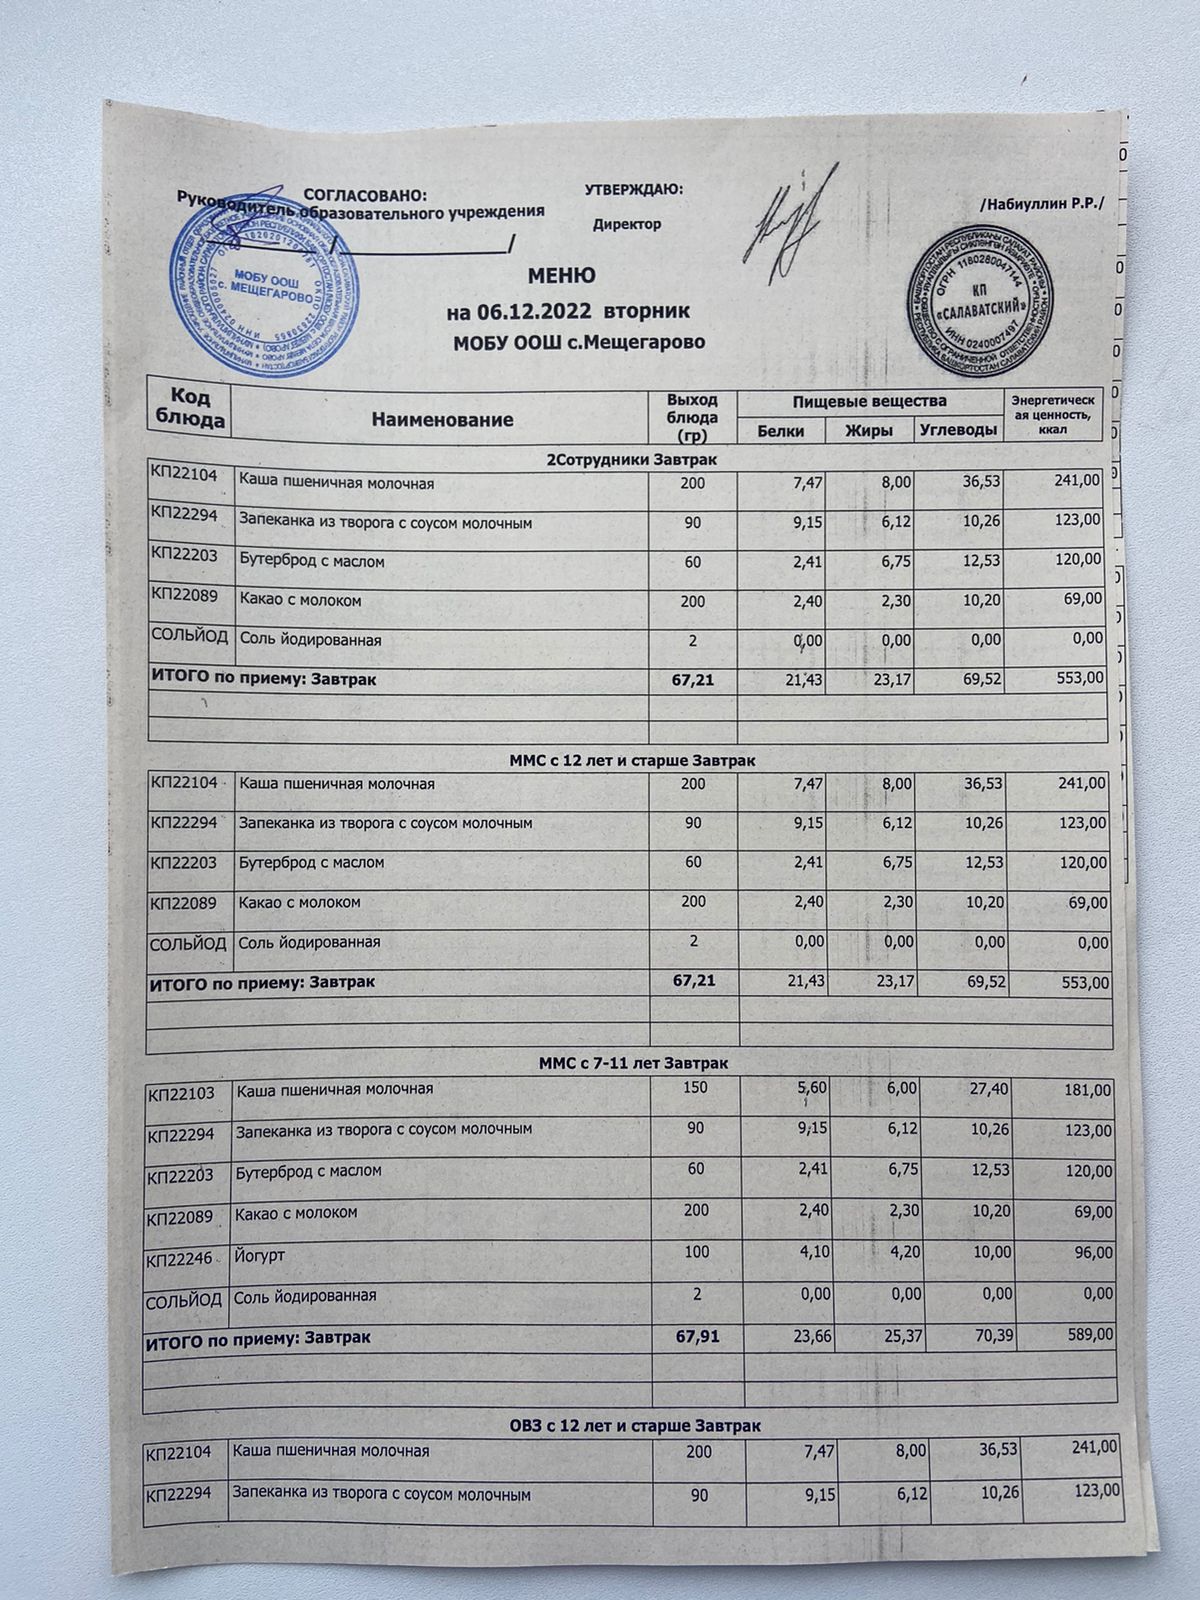 СОГЛАСОВАНО:
Руководитель образовательного учреждения
/ /
УТВЕРЖДАЮ:
Директор
/Набиуллин Р.Р./
МОБУ ООШ
с. МЕЩЕГАРОВО
ОГРН 1180280047144
КП
«САЛАВАТСКИЙ»
ИНН 0240007497
МЕНЮ
на 06.12.2022 вторник
МОБУ ООШ с.Мещегарово
Код блюда Наименование Выход блюда (гр) Пищевые вещества Энергетическ ая ценность, ккал
Белки Жиры Углеводы
2Сотрудники Завтрак
КП22104 Каша пшеничная молочная 200 7,47 8,00 36,53 241,00
КП22294 Запеканка из творога с соусом молочным 90 9,15 6,12 10,26 123,00
КП22203 Бутерброд с маслом 60 2,41 6,75 12,53 120,00
КП22089 Какао с молоком 200 2,40 2,30 10,20 69,00
СОЛЬЙОД Соль йодированная 2 0,00 0,00 0,00 0,00
ИТОГО по приему: Завтрак 67,21 21,43 23,17 69,52 553,00
ММС с 12 лет и старше Завтрак
КП22104 Каша пшеничная молочная 200 7,47 8,00 36,53 241,00
КП22294 Запеканка из творога с соусом молочным 90 9,15 6,12 10,26 123,00
КП22203 Бутерброд с маслом 60 2,41 6,75 12,53 120,00
КП22089 Какао с молоком 200 2,40 2,30 10,20 69,00
СОЛЬЙОД Соль йодированная 2 0,00 0,00 0,00 0,00
ИТОГО по приему: Завтрак 67,21 21,43 23,17 69,52 553,00
ММС с 7-11 лет Завтрак
КП22103 Каша пшеничная молочная 150 5,60 6,00 27,40 181,00
КП22294 Запеканка из творога с соусом молочным 90 9,15 6,12 10,26 123,00
КП22203 Бутерброд с маслом 60 2,41 6,75 12,53 120,00
КП22089 Какао с молоком 200 2,40 2,30 10,20 69,00
КП22246 Йогурт 100 4,10 4,20 10,00 96,00
СОЛЬЙОД Соль йодированная 2 0,00 0,00 0,00 0,00
ИТОГО по приему: Завтрак 67,91 23,66 25,37 70,39 589,00
ОВЗ с 12 лет и старше Завтрак
КП22104 Каша пшеничная молочная 200 7,47 8,00 36,53 241,00
КП22294 Запеканка из творога с соусом молочным 90 9,15 6,12 10,26 123,00